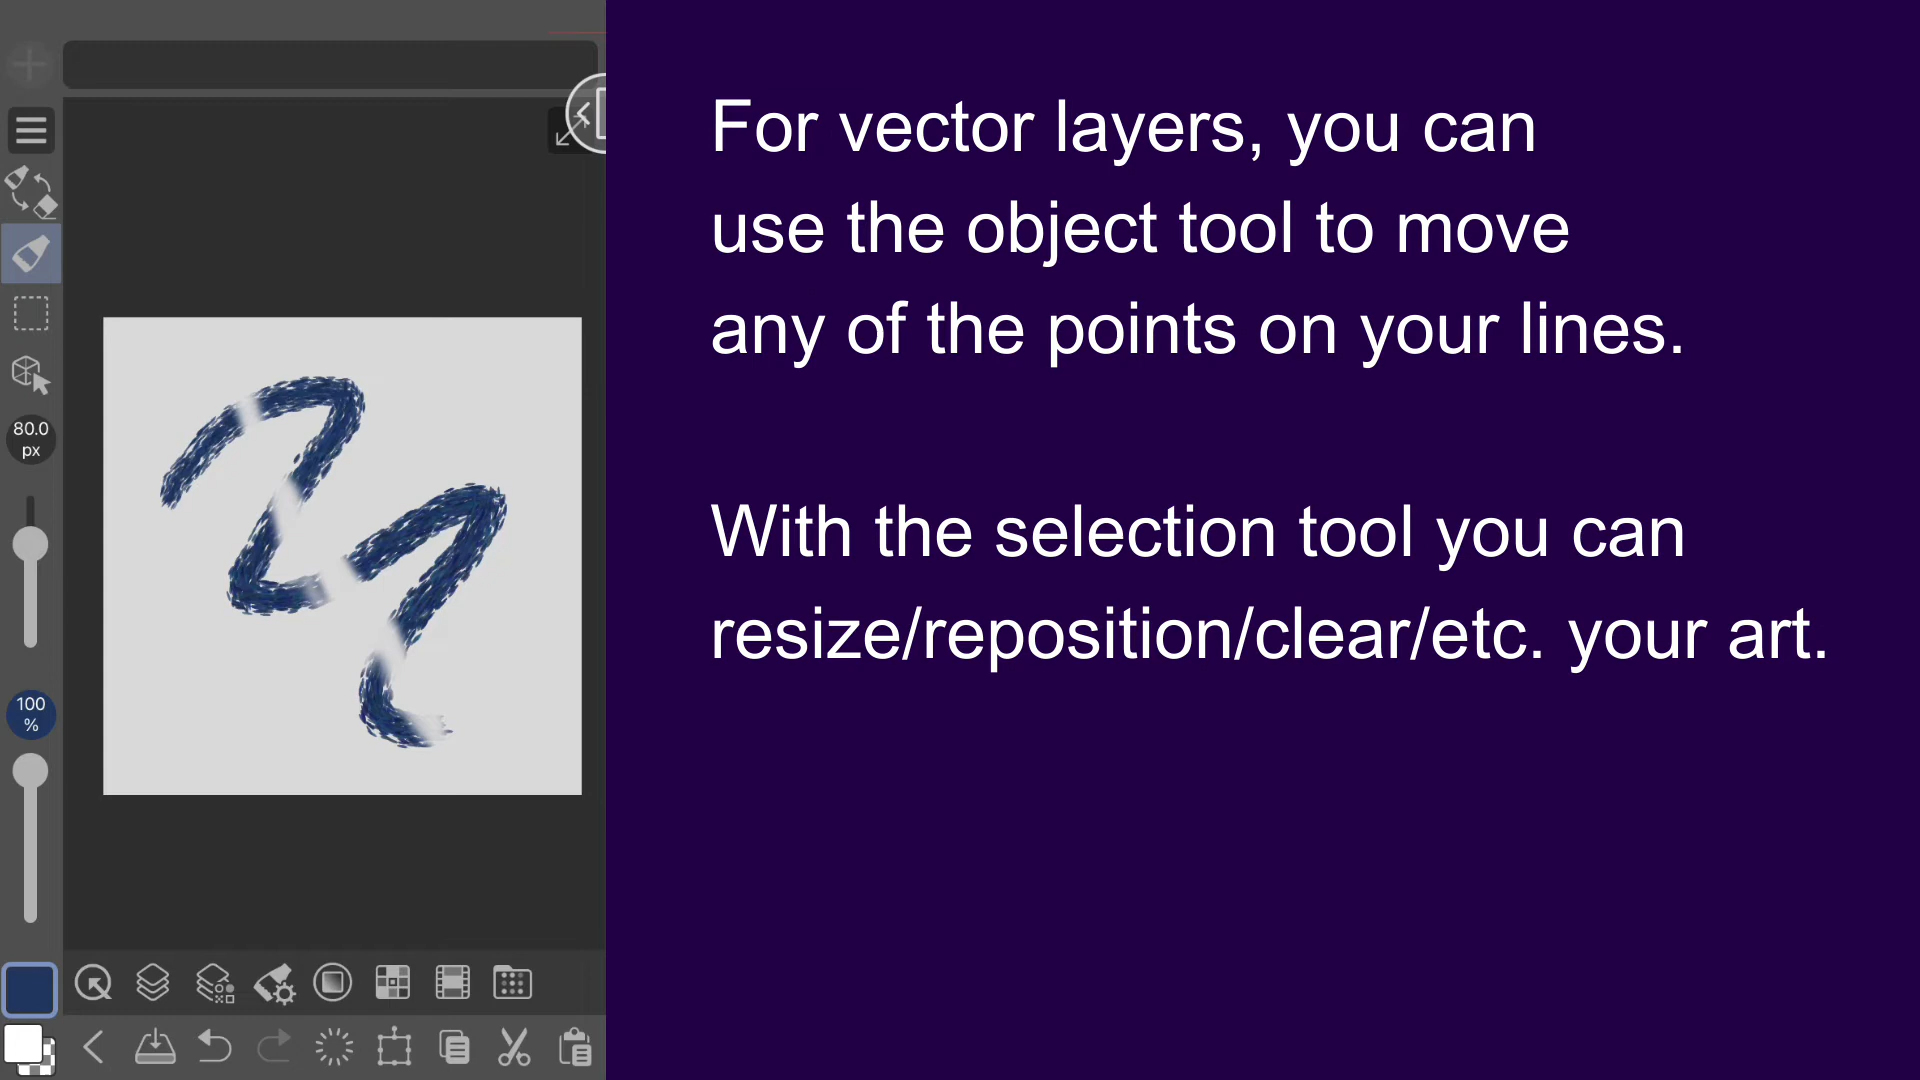 80.0
px
100
%
For vector layers, you can
use the object tool to move
any of the points on your lines.
With the selection tool you can
resize/reposition/clear/etc. your art.